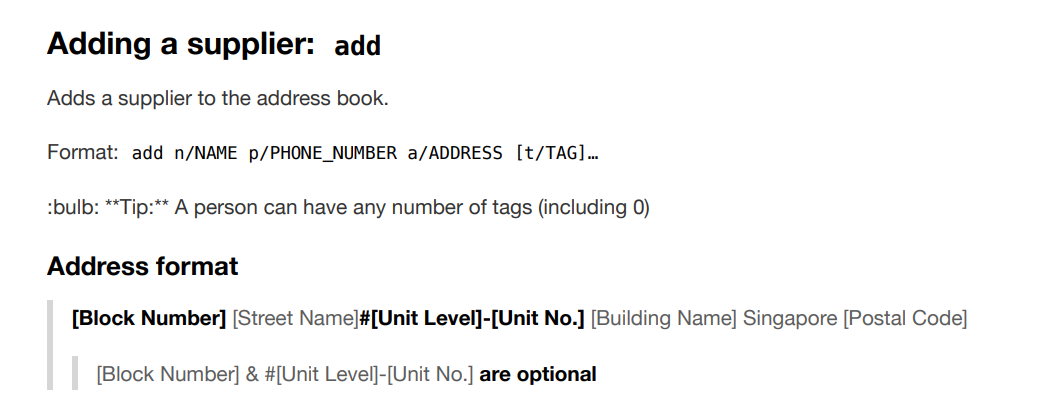 Adding a supplier: add
Adds a supplier to the address book.
Format: add n/NAME p/PHONE_NUMBER a/ADDRESS [t/TAG]…
:bulb: **Tip:** A person can have any number of tags (including 0)
Address format
[Block Number] [Street Name]#[Unit Level]-[Unit No.] [Building Name] Singapore [Postal Code]
[Block Number] & #[Unit Level]-[Unit No.] are optional